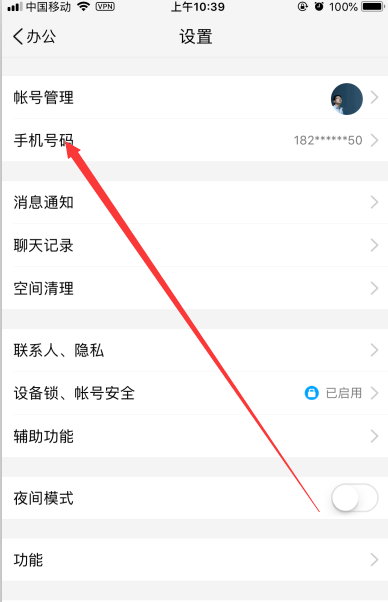 中国移动 VPN 上午10:39 100%
办公 设置
帐号管理
手机号码 182******50
消息通知
聊天记录
空间清理
联系人、隐私
设备锁、帐号安全 已启用
辅助功能
夜间模式
功能